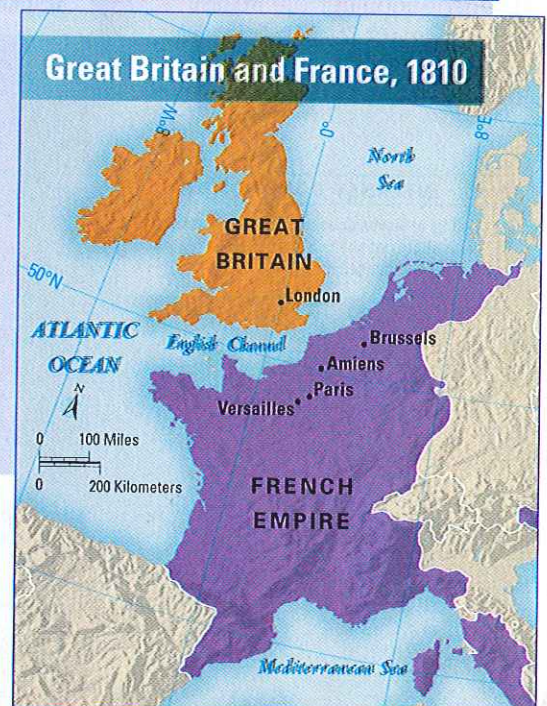 Great Britain and France, 1810
8°W
0°
8°E
North
Sea
GREAT
BRITAIN
50°N
London
ATLANTIC
OCEAN
English Channel
Brussels
Amiens
Paris
Versailles
N
0 100 Miles
0 200 Kilometers
FRENCH
EMPIRE
Mediterranean Sea